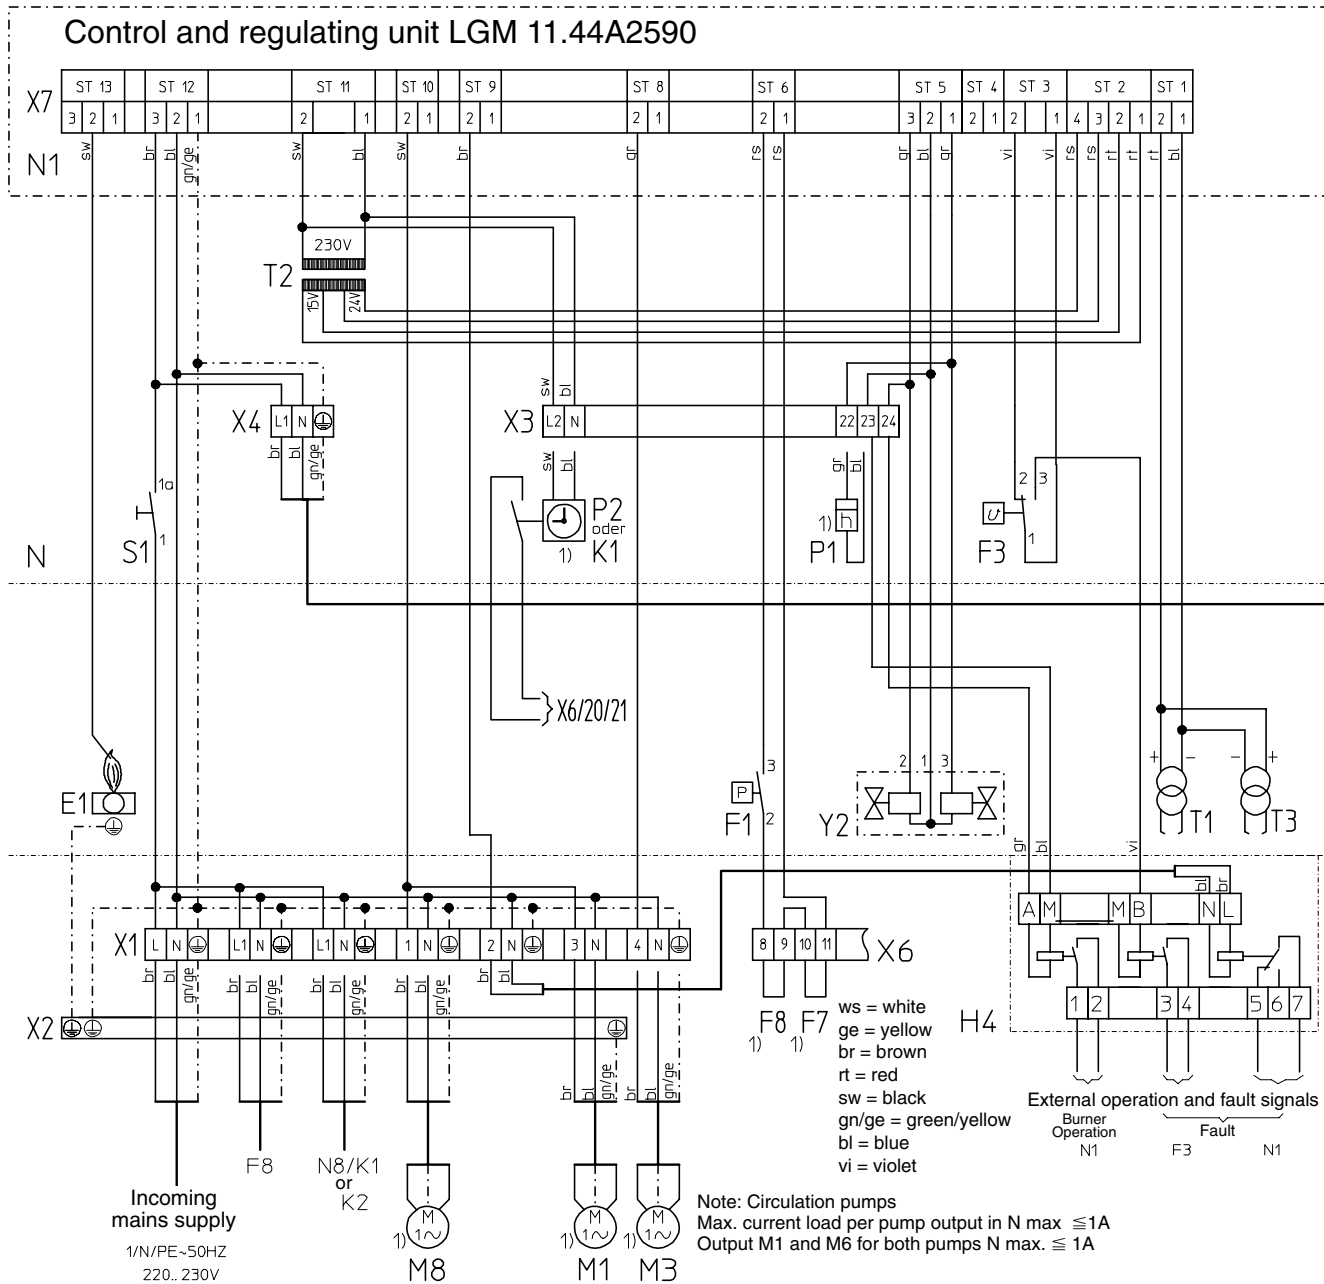 Control and regulating unit LGM 11.44A2590
ST 13 ST 12 ST 11 ST 10 ST 9 ST 8 ST 6 ST 5 ST 4 ST 3 ST 2 ST 1
X7
3 2 1 3 2 1 2 1 2 1 2 1 2 1 2 1 3 2 1 2 1 2 1 4 3 2 1 2 1
sw br bl gn/ge sw bl sw br gr rs rs gr bl gr vi vi rs rs rt rt rt bl
N1
230V
T2
15V 24V
sw bl
X4 L1 N
X3 L2 N 22 23 24
br bl gn/ge
sw bl
gr bl
1a
S1
1
P2
oder
K1
1)
1) h
P1
2 3
F3
1
N
X6/20/21
E1
3
P
F1
2
2 1 3
Y2
+ - - +
T1 T3
gr bl vi
bl br
A M M B N L
X1 L N L1 N L1 N 1 N 2 N 3 N 4 N
8 9 10 11 X6
br bl gn/ge br bl gn/ge br bl gn/ge br bl gn/ge br bl
X2
1 2 3 4 5 6 7
H4
F8 F7
1) 1)
ws = white
ge = yellow
br = brown
rt = red
sw = black
gn/ge = green/yellow
bl = blue
vi = violet
br bl gn/ge br bl gn/ge
External operation and fault signals
Burner
Operation
N1
Fault
F3 N1
F8
N8/K1
or
K2
Incoming
mains supply
1/N/PE~50HZ
220.. 230V
1) M 1~
M8
1) M 1~
M1
1) M 1~
M3
Note: Circulation pumps
Max. current load per pump output in N max ≦1A
Output M1 and M6 for both pumps N max. ≦ 1A